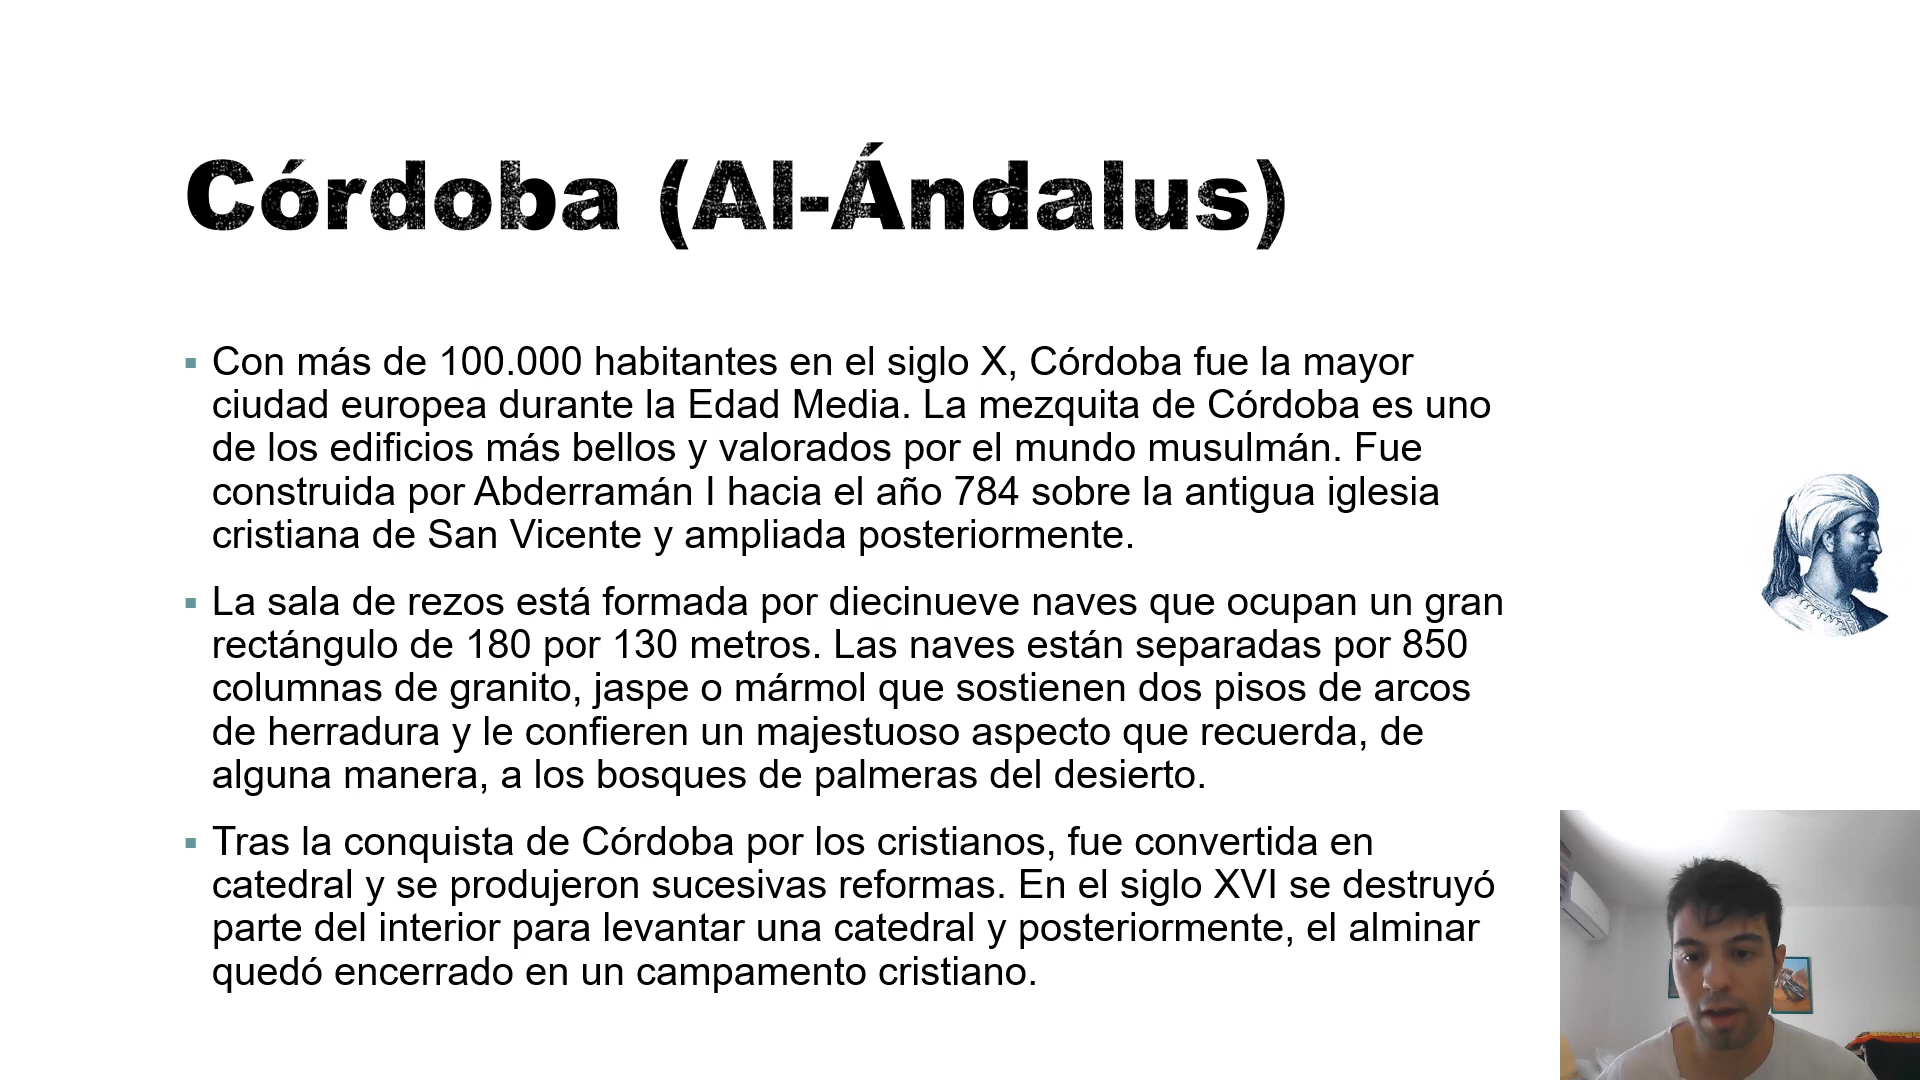 Córdoba (Al-Ándalus)
Con más de 100.000 habitantes en el siglo X, Córdoba fue la mayor
ciudad europea durante la Edad Media. La mezquita de Córdoba es uno
de los edificios más bellos y valorados por el mundo musulmán. Fue
construida por Abderramán I hacia el año 784 sobre la antigua iglesia
cristiana de San Vicente y ampliada posteriormente.
La sala de rezos está formada por diecinueve naves que ocupan un gran
rectángulo de 180 por 130 metros. Las naves están separadas por 850
columnas de granito, jaspe o mármol que sostienen dos pisos de arcos
de herradura y le confieren un majestuoso aspecto que recuerda, de
alguna manera, a los bosques de palmeras del desierto.
Tras la conquista de Córdoba por los cristianos, fue convertida en
catedral y se produjeron sucesivas reformas. En el siglo XVI se destruyó
parte del interior para levantar una catedral y posteriormente, el alminar
quedó encerrado en un campamento cristiano.